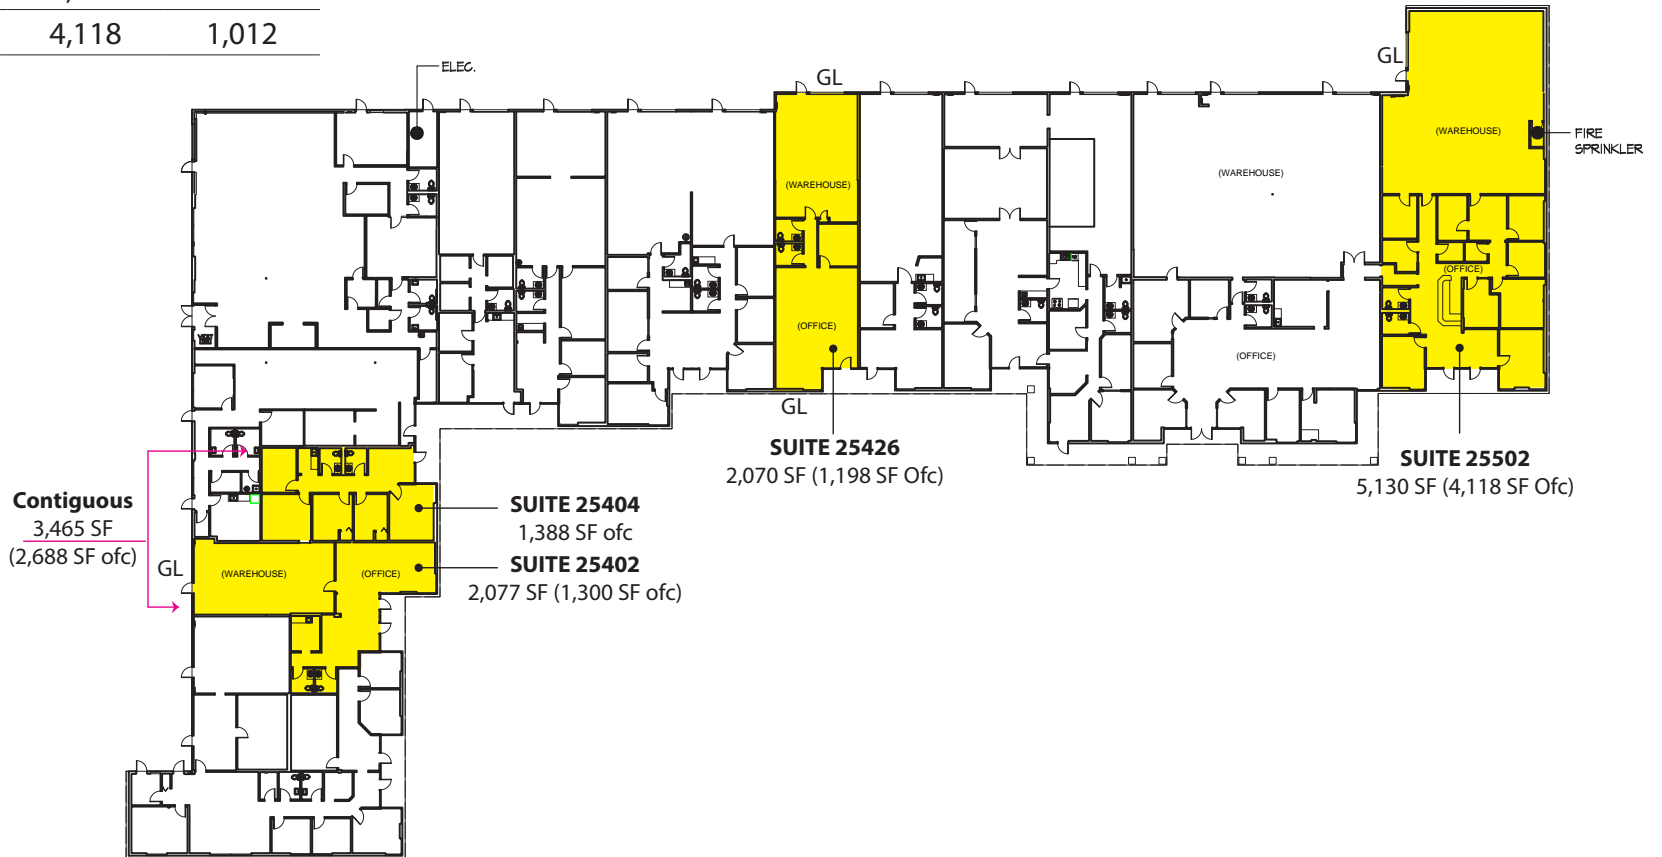 4,118 1,012
ELEC.
GL
GL
(WAREHOUSE)
FIRE
SPRINKLER
(WAREHOUSE)
(WAREHOUSE)
(OFFICE)
(OFFICE)
(OFFICE)
GL
SUITE 25426
2,070 SF (1,198 SF Ofc)
SUITE 25502
5,130 SF (4,118 SF Ofc)
Contiguous
3,465 SF
(2,688 SF ofc)
SUITE 25404
1,388 SF ofc
SUITE 25402
2,077 SF (1,300 SF ofc)
GL
(WAREHOUSE)
(OFFICE)